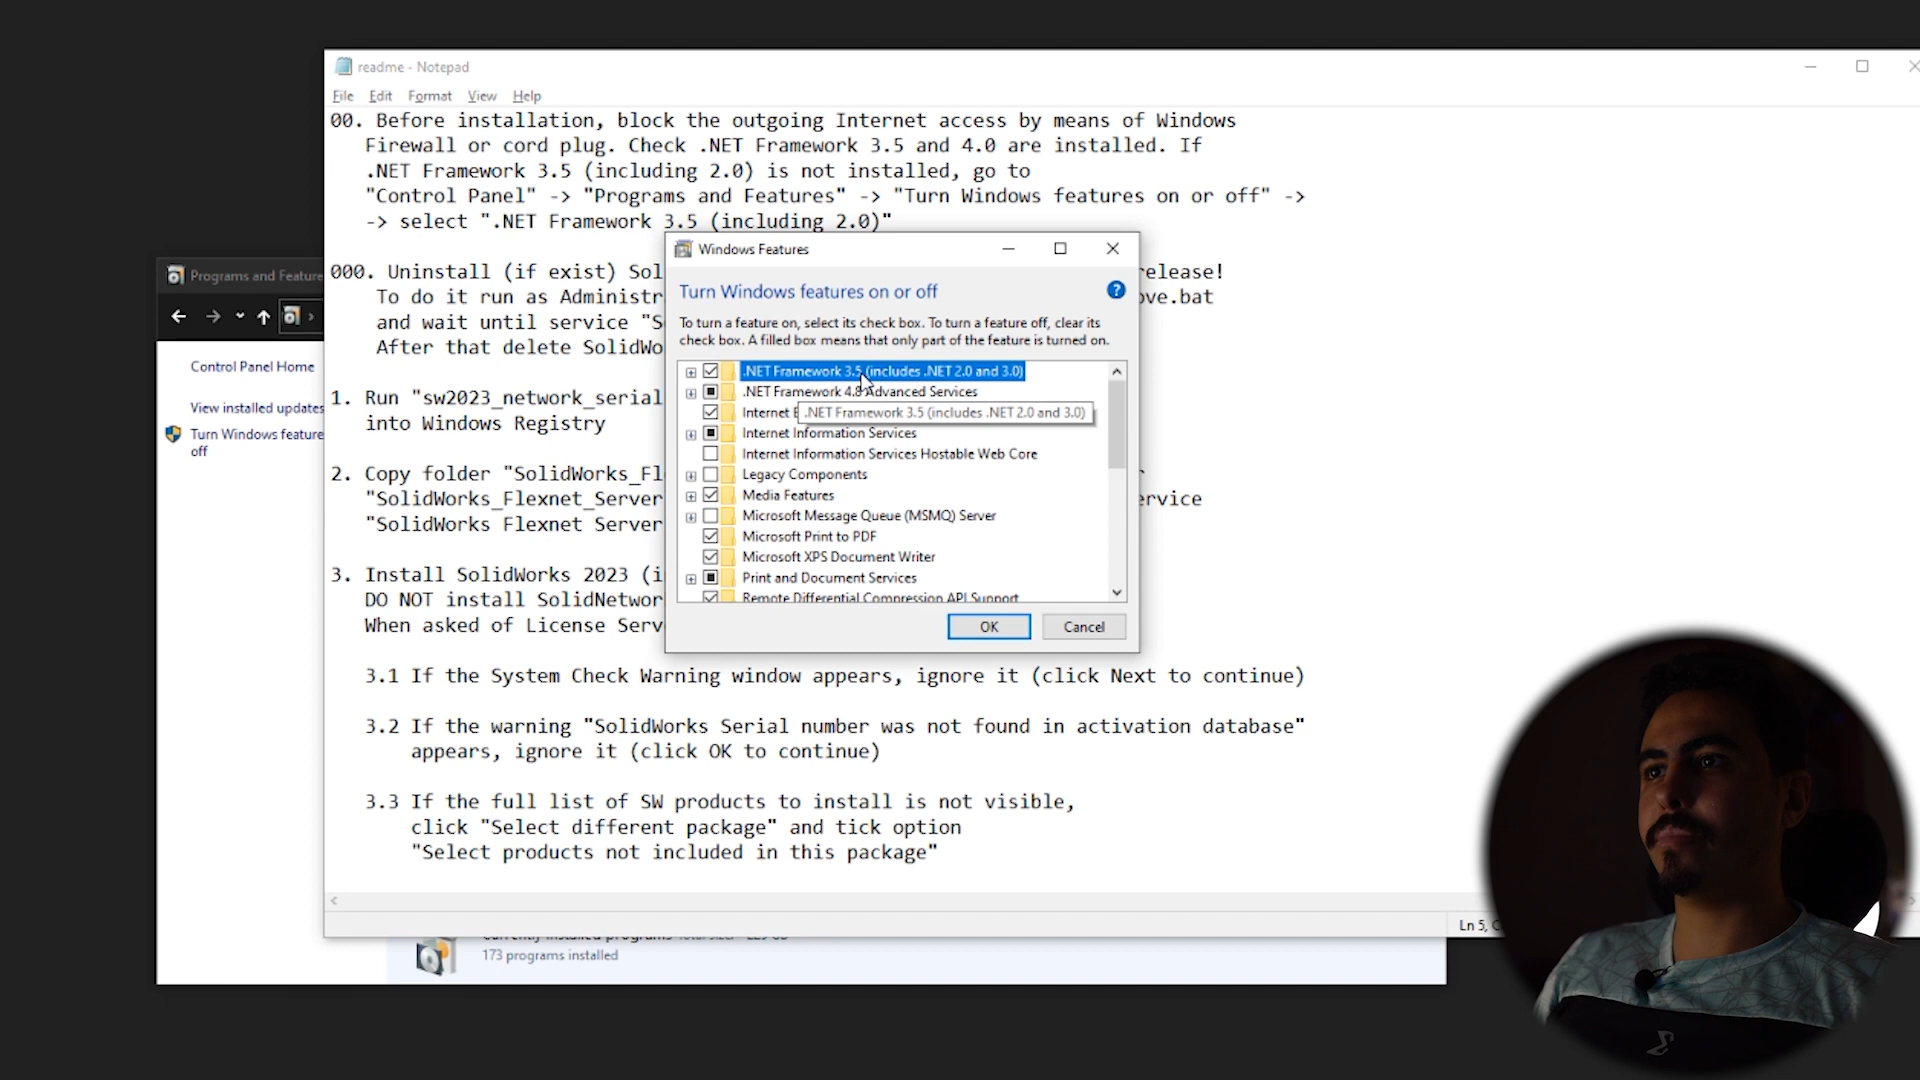 readme - Notepad
File Edit Format View Help
00. Before installation, block the outgoing Internet access by means of Windows
Firewall or cord plug. Check .NET Framework 3.5 and 4.0 are installed. If
.NET Framework 3.5 (including 2.0) is not installed, go to
"Control Panel" -> "Programs and Features" -> "Turn Windows features on or off" ->
-> select ".NET Framework 3.5 (including 2.0)"
000. Uninstall (if exist) Sol
elease!
To do it run as Administra
ove.bat
and wait until service "S
After that delete SolidWo
1. Run "sw2023_network_serial
into Windows Registry
2. Copy folder "SolidWorks_Fl
"SolidWorks_Flexnet_Server
ervice
"SolidWorks Flexnet Server
3. Install SolidWorks 2023 (i
DO NOT install SolidNetwor
When asked of License Serv
3.1 If the System Check Warning window appears, ignore it (click Next to continue)
3.2 If the warning "SolidWorks Serial number was not found in activation database"
appears, ignore it (click OK to continue)
3.3 If the full list of SW products to install is not visible,
click "Select different package" and tick option
"Select products not included in this package"
Ln 5, C
Programs and Feature
Control Panel Home
View installed updates
Turn Windows feature
off
173 programs installed
Windows Features
Turn Windows features on or off
To turn a feature on, select its check box. To turn a feature off, clear its
check box. A filled box means that only part of the feature is turned on.
.NET Framework 3.5 (includes .NET 2.0 and 3.0)
.NET Framework 4.8 Advanced Services
Internet E
.NET Framework 3.5 (includes .NET 2.0 and 3.0)
Internet Information Services
Internet Information Services Hostable Web Core
Legacy Components
Media Features
Microsoft Message Queue (MSMQ) Server
Microsoft Print to PDF
Microsoft XPS Document Writer
Print and Document Services
Remote Differential Compression API Support
OK Cancel